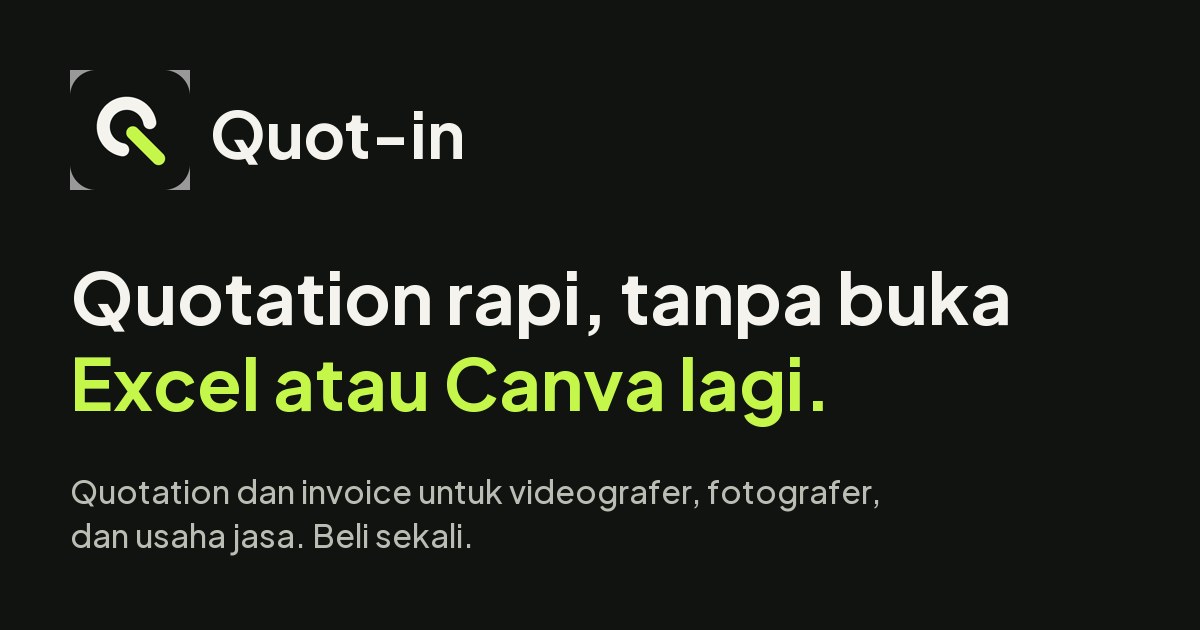 Quot-in
Quotation rapi, tanpa buka
Excel atau Canva lagi.
Quotation dan invoice untuk videografer, fotografer,
dan usaha jasa. Beli sekali.